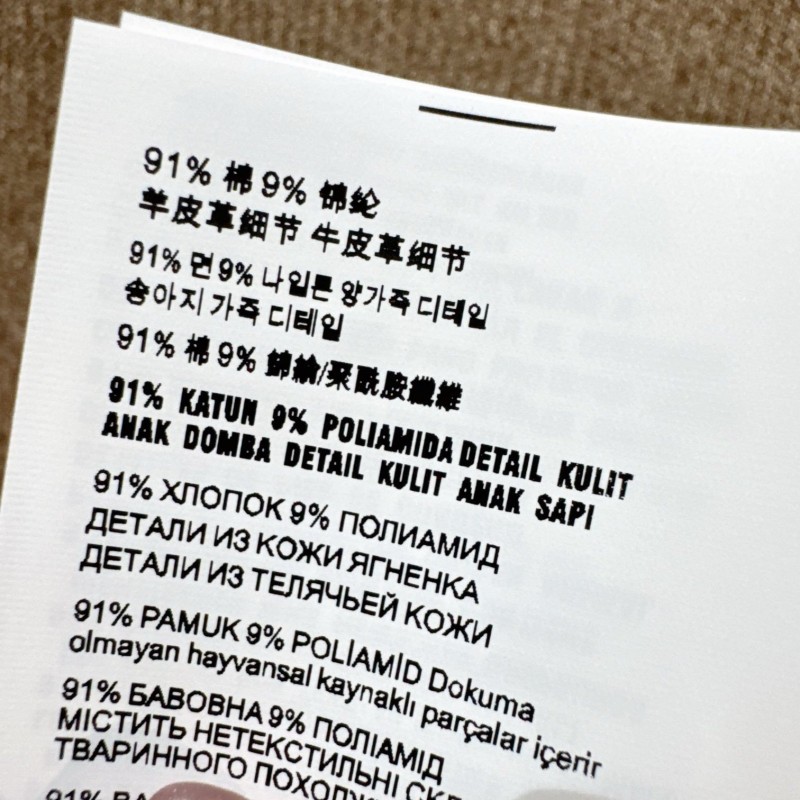 91% 棉 9% 锦纶
羊皮革细节 牛皮革细节
91% 면 9% 나일론 양가죽 디테일
송아지 가죽 디테일
91% 棉 9% 錦綸/聚酰胺纖維
91% KATUN 9% POLIAMIDA DETAIL KULIT
ANAK DOMBA DETAIL KULIT ANAK SAPI
91% ХЛОПОК 9% ПОЛИАМИД
ДЕТАЛИ ИЗ КОЖИ ЯГНЕНКА
ДЕТАЛИ ИЗ ТЕЛЯЧЬЕЙ КОЖИ
91% PAMUK 9% POLIAMID Dokuma
olmayan hayvansal kaynaklı parçalar içerir
91% БАВОВНА 9% ПОЛІАМІД
МІСТИТЬ НЕТЕКСТИЛЬНІ
ТВАРИННОГО
91%